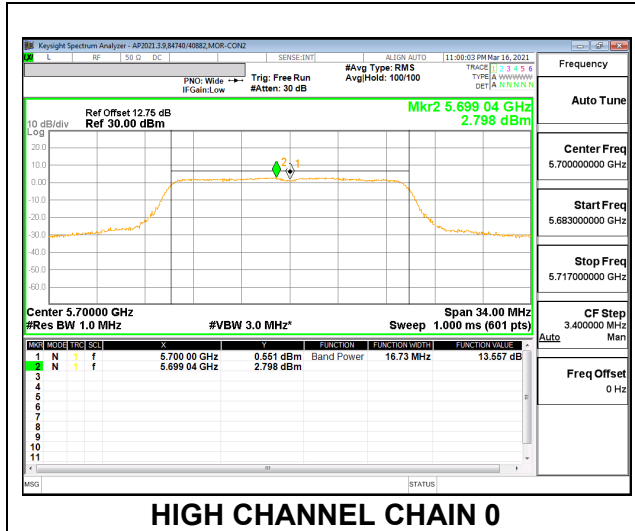 Keysight Spectrum Analyzer - AP2021.3.9,84740/40882,MOR-CON2
L RF 50 Ω DC SENSE:INT ALIGN AUTO 11:00:03 PM Mar 16, 2021
PNO: Wide Trig: Free Run #Avg Type: RMS TRACE 1 2 3 4 5 6
IFGain:Low #Atten: 30 dB Avg|Hold: 100/100 TYPE A WWWWW
DET A N N N N N
Mkr2 5.699 04 GHz
2.798 dBm
Ref Offset 12.75 dB
10 dB/div Ref 30.00 dBm
Log
20.0
10.0
0.00
-10.0
-20.0
-30.0
-40.0
-50.0
-60.0
2 1
Center 5.70000 GHz Span 34.00 MHz
#Res BW 1.0 MHz #VBW 3.0 MHz* Sweep 1.000 ms (601 pts)
MKR MODE TRC SCL X Y FUNCTION FUNCTION WIDTH FUNCTION VALUE
1 N 1 f 5.700 00 GHz 0.551 dBm Band Power 16.73 MHz 13.557 dB
2 N 1 f 5.699 04 GHz 2.798 dBm
3
4
5
6
7
8
9
10
11
MSG STATUS
Frequency
Auto Tune
Center Freq
5.700000000 GHz
Start Freq
5.683000000 GHz
Stop Freq
5.717000000 GHz
CF Step
3.400000 MHz
Auto Man
Freq Offset
0 Hz
HIGH CHANNEL CHAIN 0